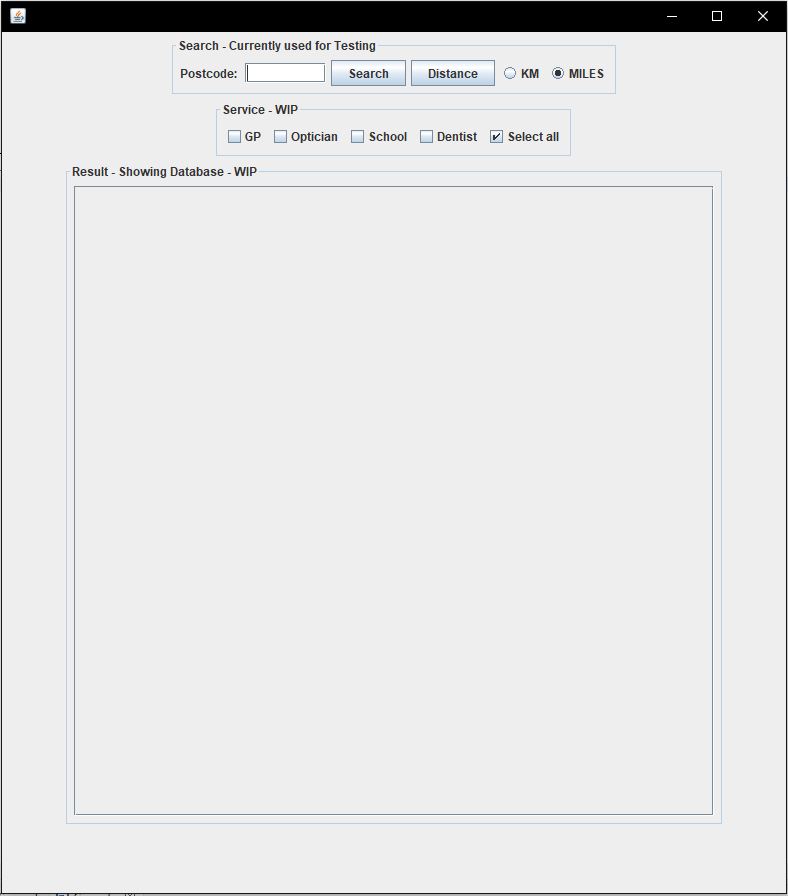 Search - Currently used for Testing
Postcode: Search Distance KM MILES
Service - WIP
GP Optician School Dentist Select all
Result - Showing Database - WIP